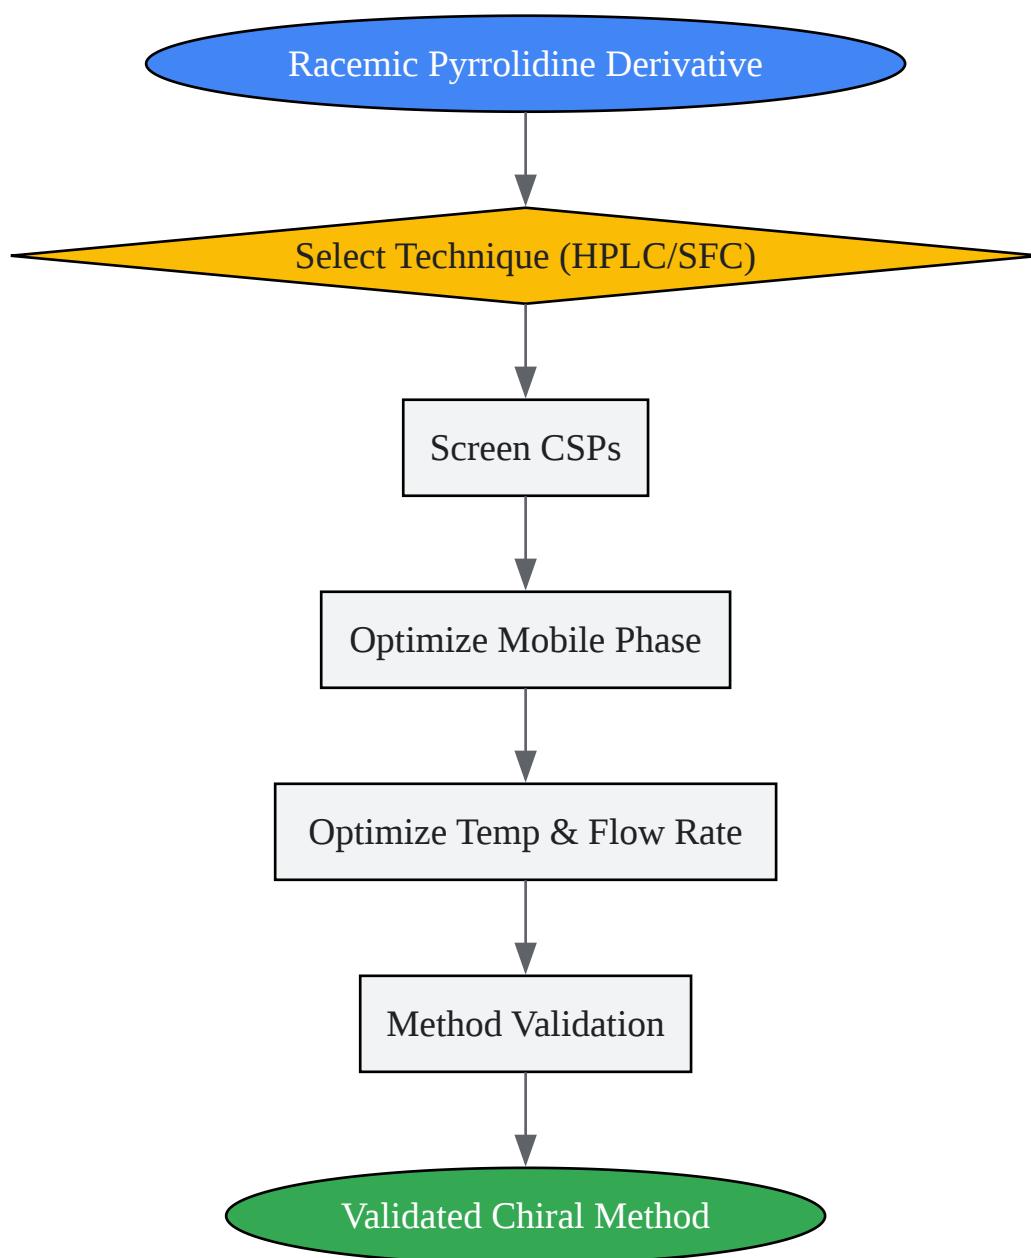 Racemic Pyrrolidine Derivative
Select Technique (HPLC/SFC)
Screen CSPs
Optimize Mobile Phase
Optimize Temp & Flow Rate
Method Validation
Validated Chiral Method